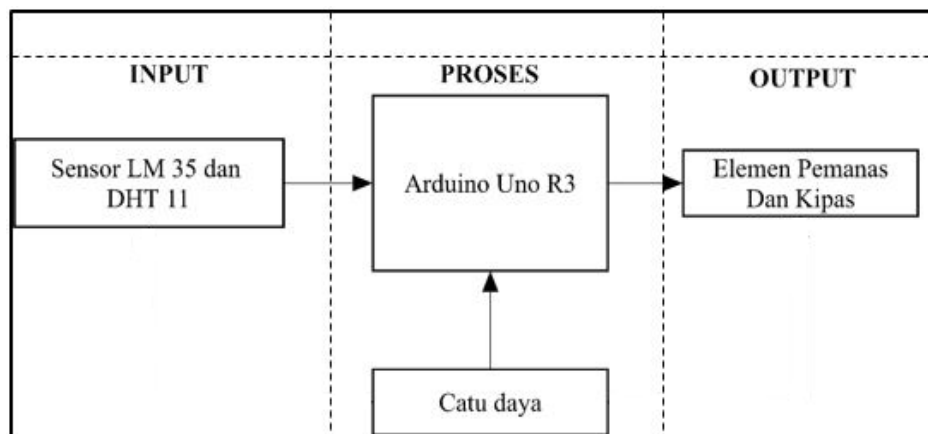 INPUT
PROSES
OUTPUT
Sensor LM 35 dan
DHT 11
Arduino Uno R3
Elemen Pemanas
Dan Kipas
Catu daya